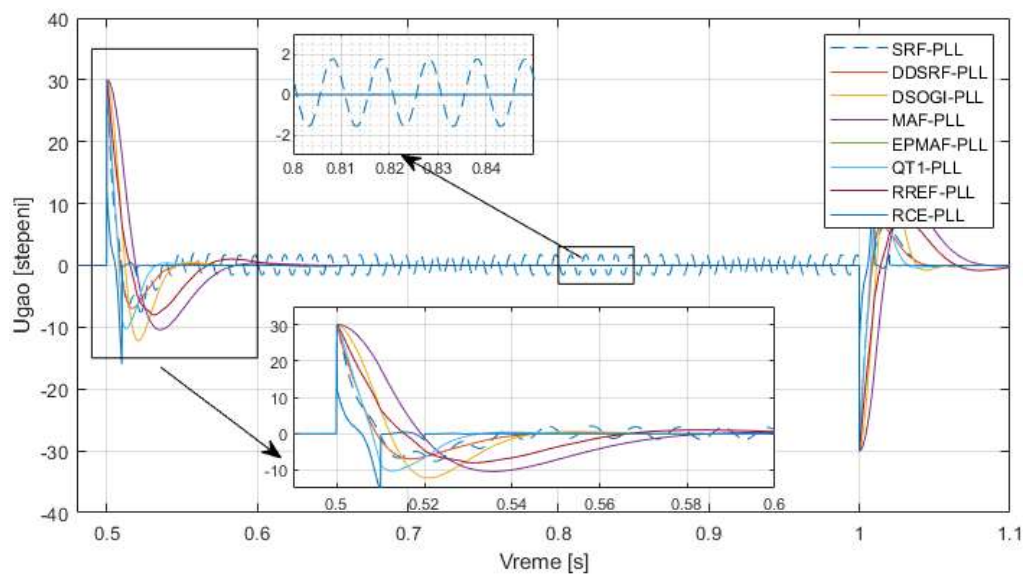 40
30
20
10
0
-10
-20
-30
-40
Ugao [stepeni]
2
0
-2
0.8 0.81 0.82 0.83 0.84
SRF-PLL
DDSRF-PLL
DSOGI-PLL
MAF-PLL
EPMAF-PLL
QT1-PLL
RREF-PLL
RCE-PLL
30
20
10
0
-10
0.5 0.52 0.54 0.56 0.58 0.6
0.5 0.6 0.7 0.8 0.9 1 1.1
Vreme [s]